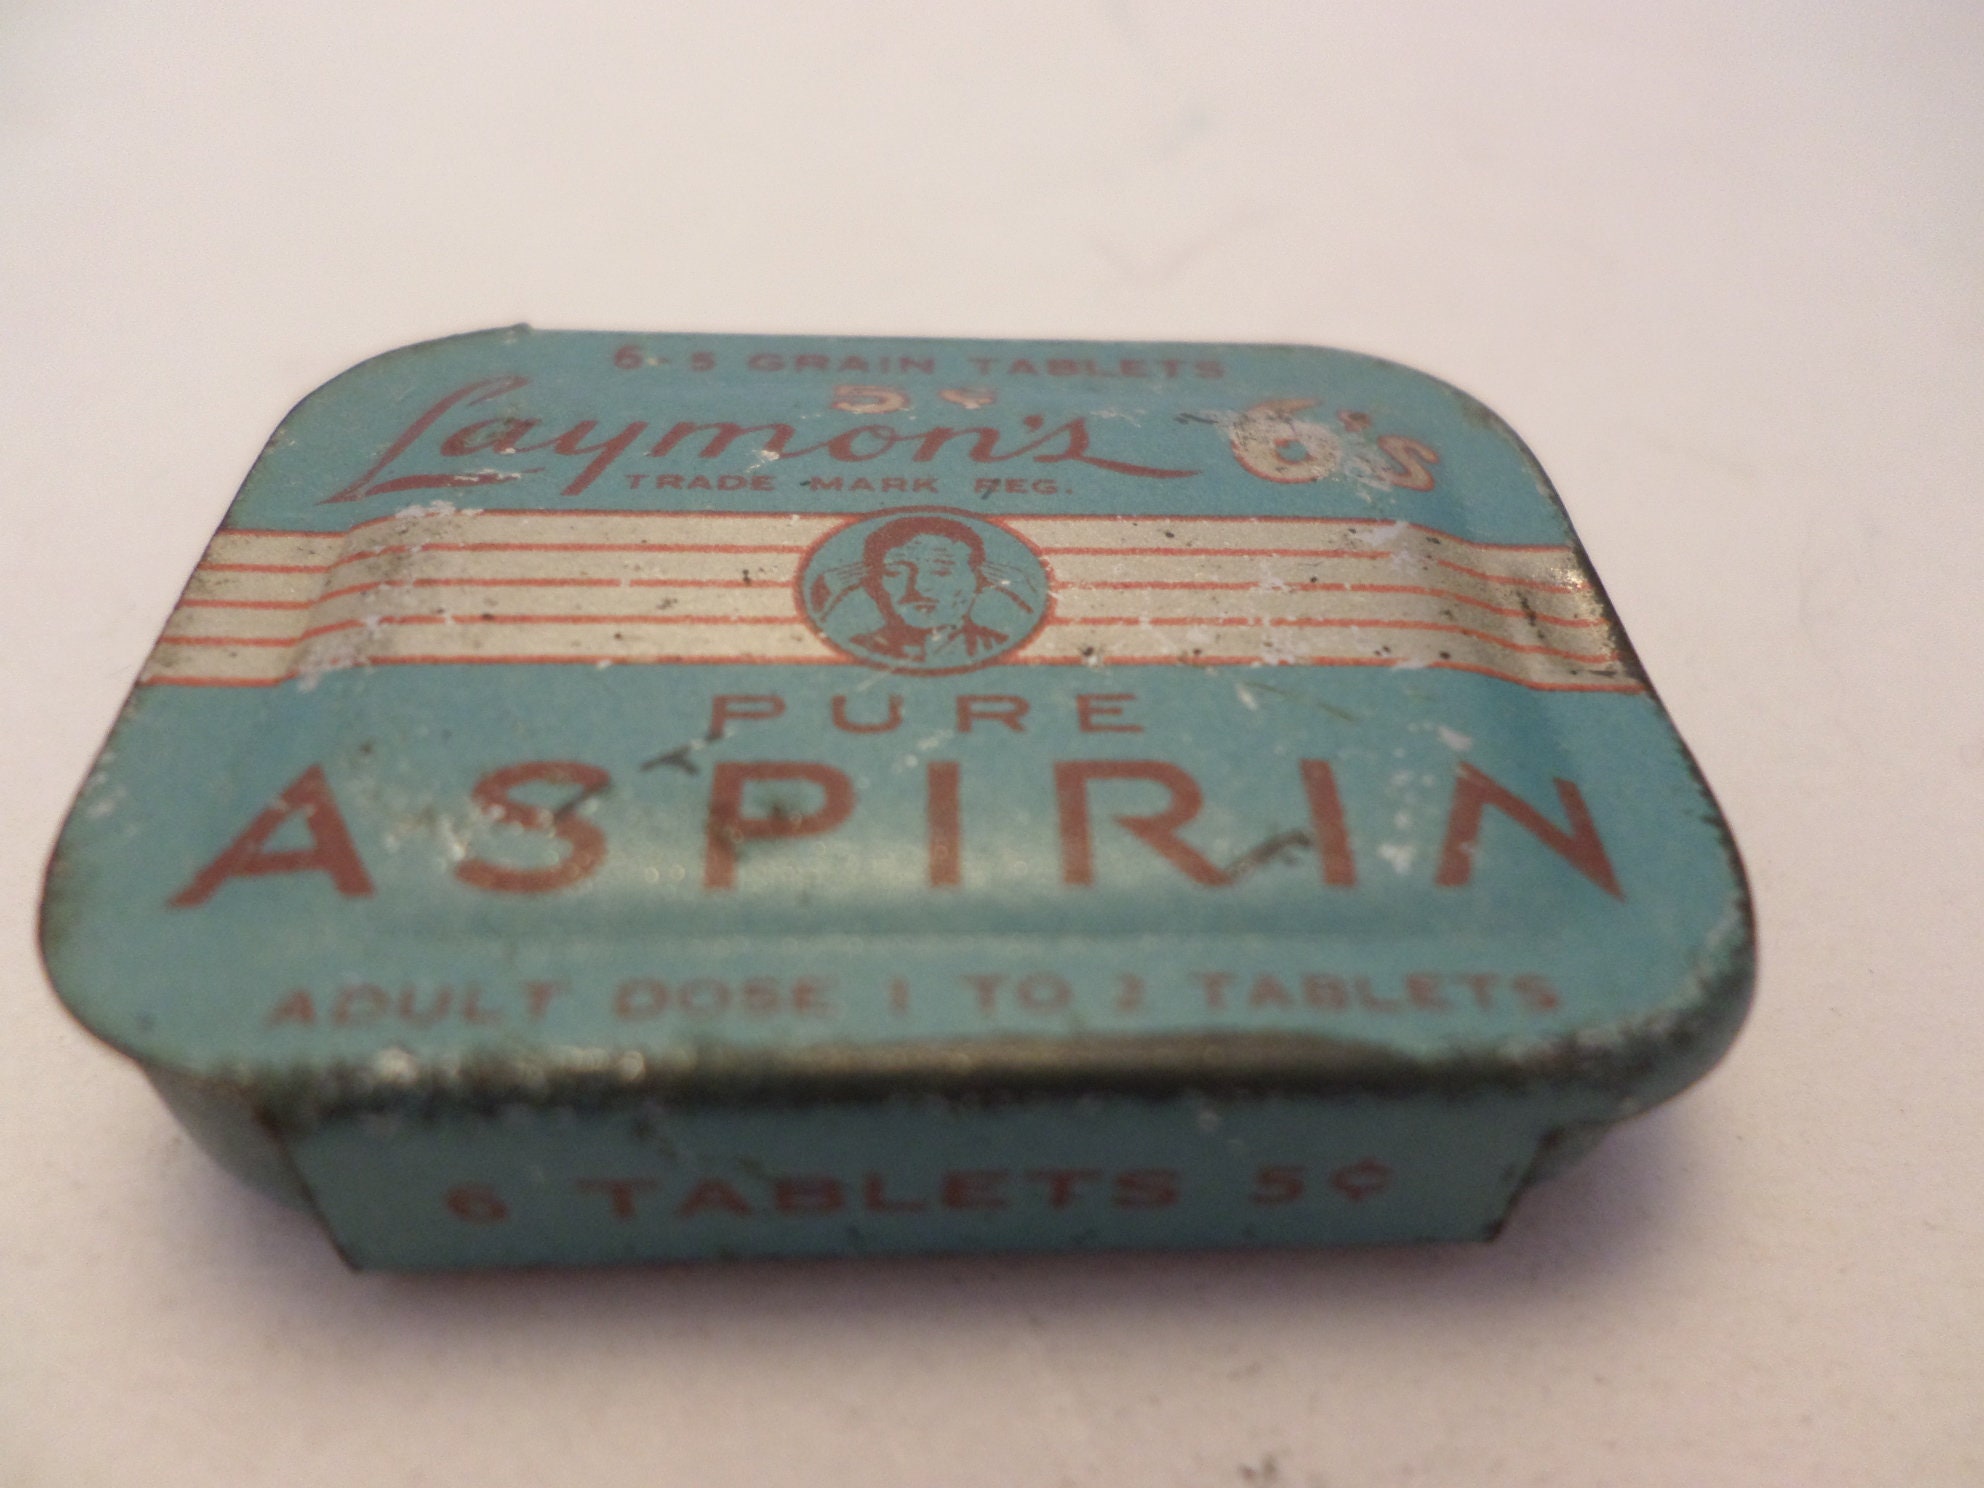 6-5 GRAIN TABLETS
5¢
Laymon's 6's
TRADE MARK REG.
PURE
ASPIRIN
ADULT DOSE 1 TO 2 TABLETS
6 TABLETS 5¢